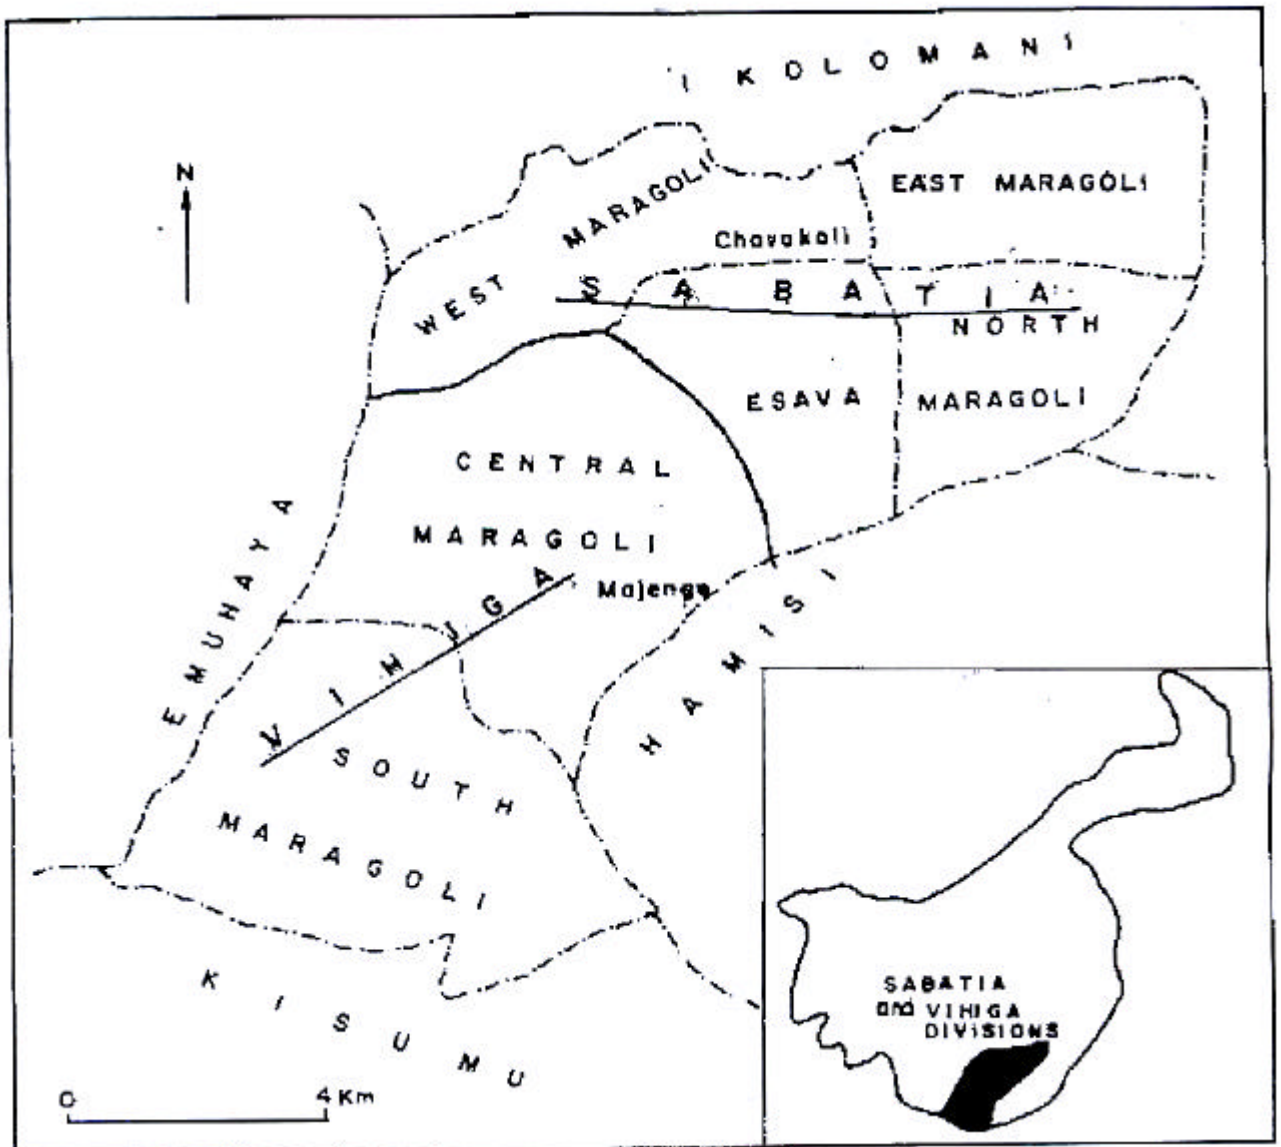 IKOLOMANI
N
EAST MARAGOLI
WEST MARAGOLI
Chavakali
SABATIA
NORTH
MARAGOLI
ESAVA
CENTRAL
MARAGOLI
Majengo
EMUHAYA
HAMISI
VIHIGA
SOUTH
MARAGOLI
KISUMU
0 4 Km
SABATIA
and VIHIGA
DIVISIONS